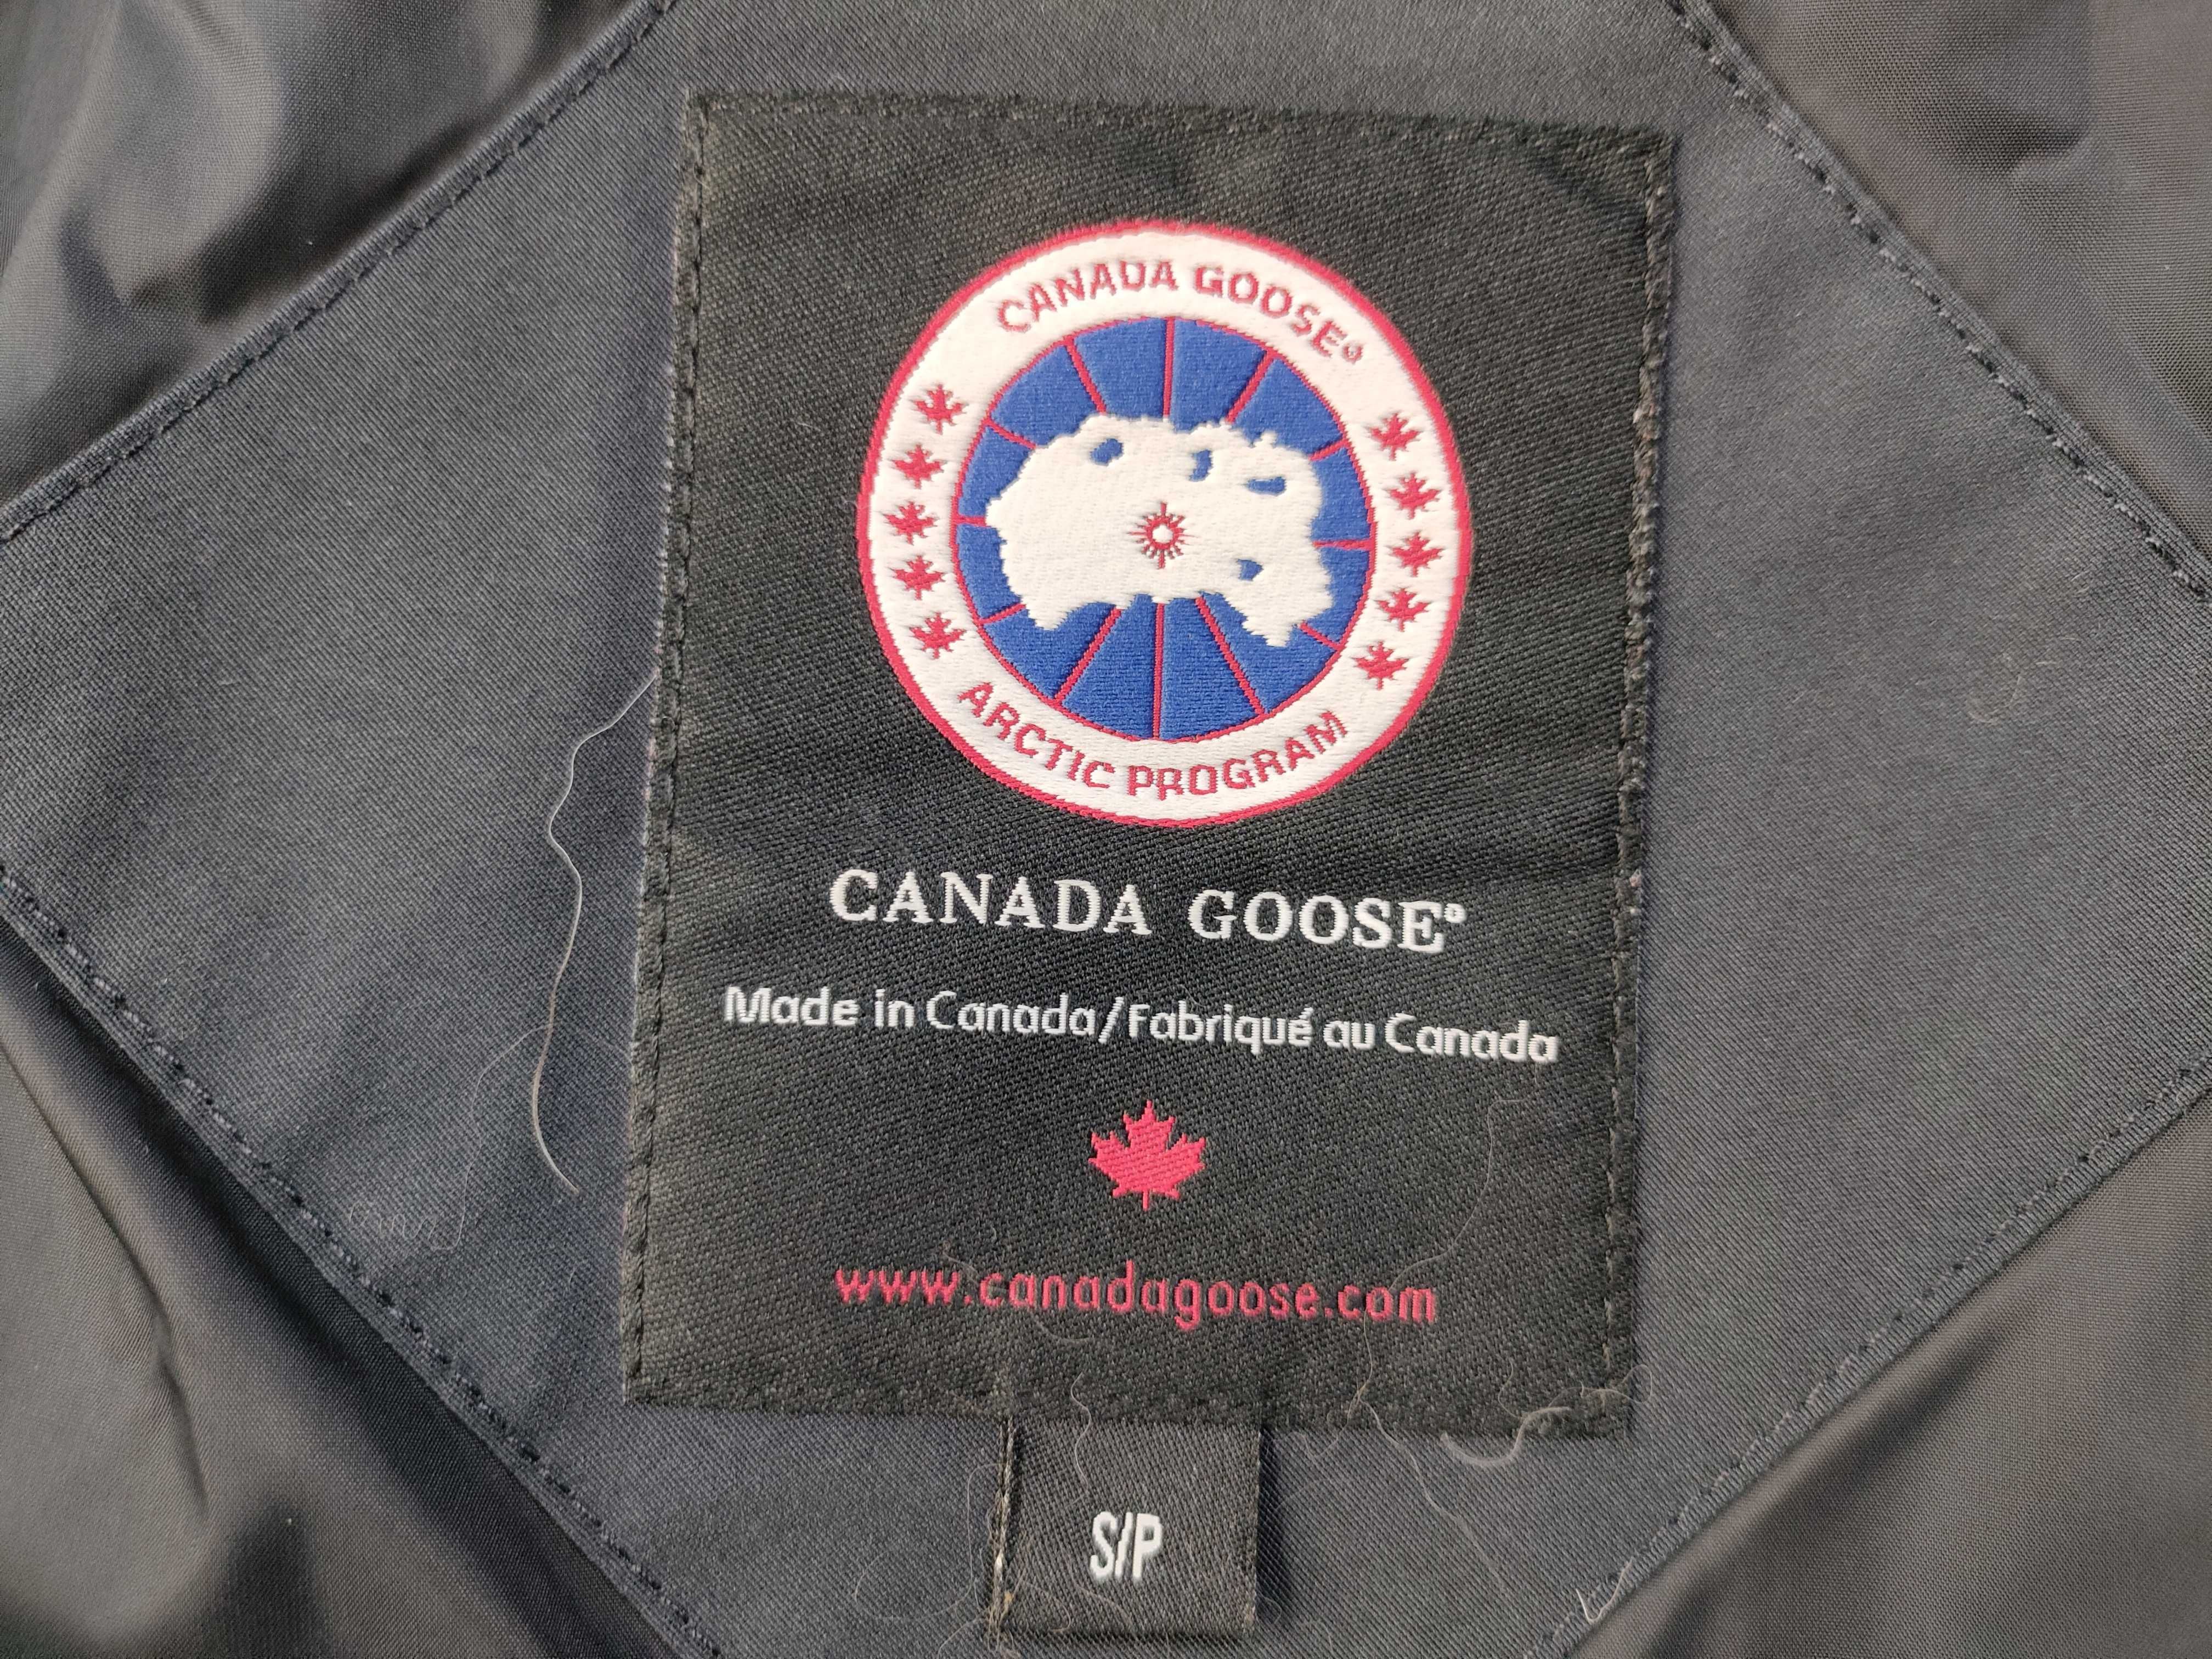 CANADA GOOSE®
ARCTIC PROGRAM
CANADA GOOSE®
Made in Canada/Fabriqué au Canada
www.canadagoose.com
S/P